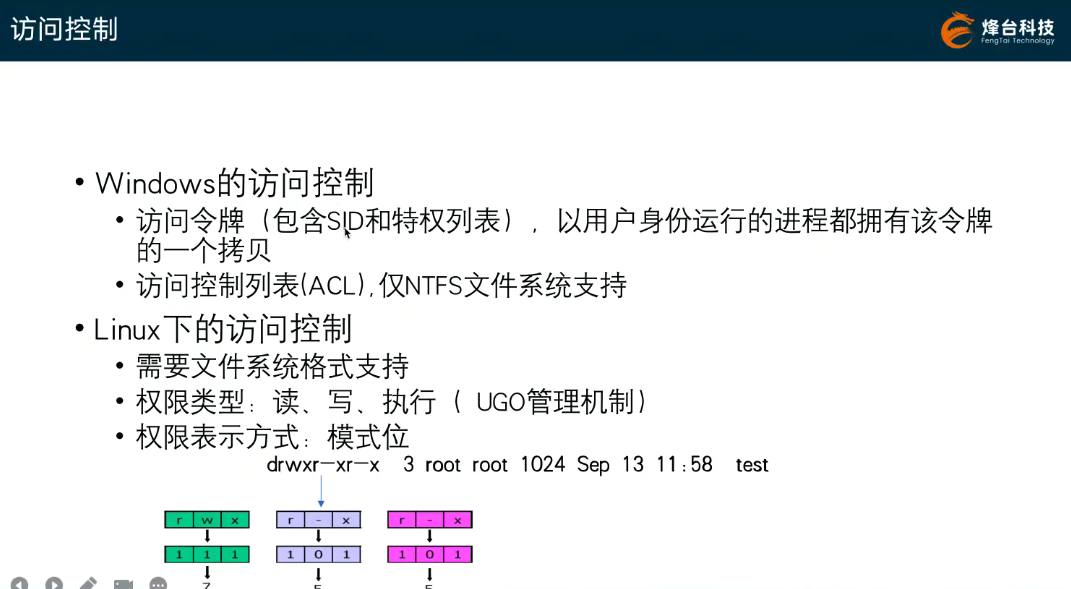 访问控制
烽台科技
FengTai Technology
• Windows的访问控制
• 访问令牌（包含SID和特权列表），以用户身份运行的进程都拥有该令牌
的一个拷贝
• 访问控制列表(ACL),仅NTFS文件系统支持
• Linux下的访问控制
• 需要文件系统格式支持
• 权限类型：读、写、执行（ UGO管理机制）
• 权限表示方式：模式位
drwxr-xr-x 3 root root 1024 Sep 13 11:58 test
r w x r - x r - x
1 1 1 1 0 1 1 0 1
7 5 5